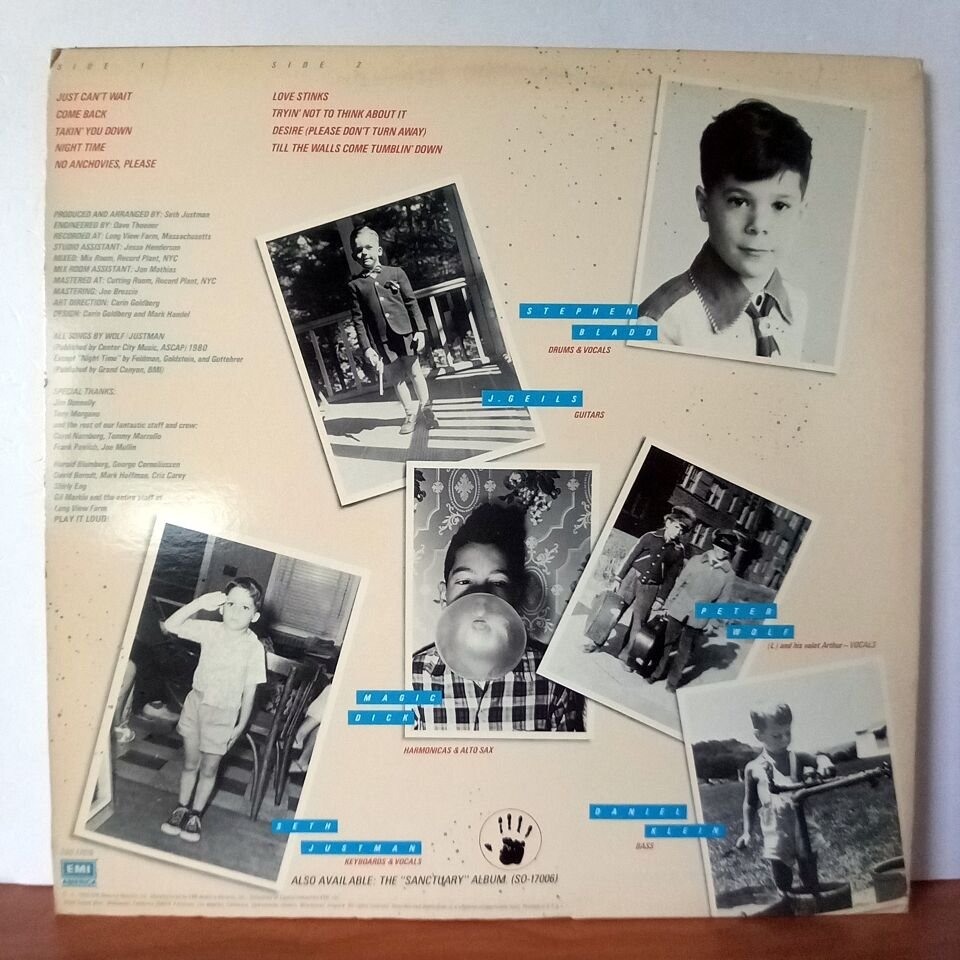 SIDE 1
JUST CAN'T WAIT
COME BACK
TAKIN' YOU DOWN
NIGHT TIME
NO ANCHOVIES, PLEASE
SIDE 2
LOVE STINKS
TRYIN' NOT TO THINK ABOUT IT
DESIRE (PLEASE DON'T TURN AWAY)
TILL THE WALLS COME TUMBLIN' DOWN
PRODUCED AND ARRANGED BY: Seth Justman
ENGINEERED BY: Dave Thoener
RECORDED AT: Long View Farm, Massachusetts
STUDIO ASSISTANT: Jesse Henderson
MIXED: Mix Room, Record Plant, NYC
MIX ROOM ASSISTANT: Jon Mathias
MASTERED AT: Cutting Room, Record Plant, NYC
MASTERING: Joe Brescio
ART DIRECTION: Carin Goldberg
DESIGN: Carin Goldberg and Mark Handel
ALL SONGS BY WOLF/JUSTMAN
(Published by Center City Music, ASCAP) 1980
Except "Night Time" by Feldman, Goldstein, and Gottehrer
(Published by Grand Canyon, BMI)
SPECIAL THANKS:
Jim Donnelly
Tony Morgano
and the rest of our fantastic staff and crew:
Carol Numberg, Tommy Marzullo
Frank Pavlich, Joe Mullin
Harold Blumberg, George Corneliussen
David Berndt, Mark Hoffman, Criz Carey
Shirly Eng
Gil Markle and the entire staff at
Long View Farm
PLAY IT LOUD!
STEPHEN
BLADD
DRUMS & VOCALS
J. GEILS
GUITARS
PETER
WOLF
(L) and his valet Arthur – VOCALS
MAGIC
DICK
HARMONICAS & ALTO SAX
DANIEL
KLEIN
BASS
SETH
JUSTMAN
KEYBOARDS & VOCALS
ALSO AVAILABLE: THE "SANCTUARY" ALBUM. (SO-17006)
EMI
AMERICA